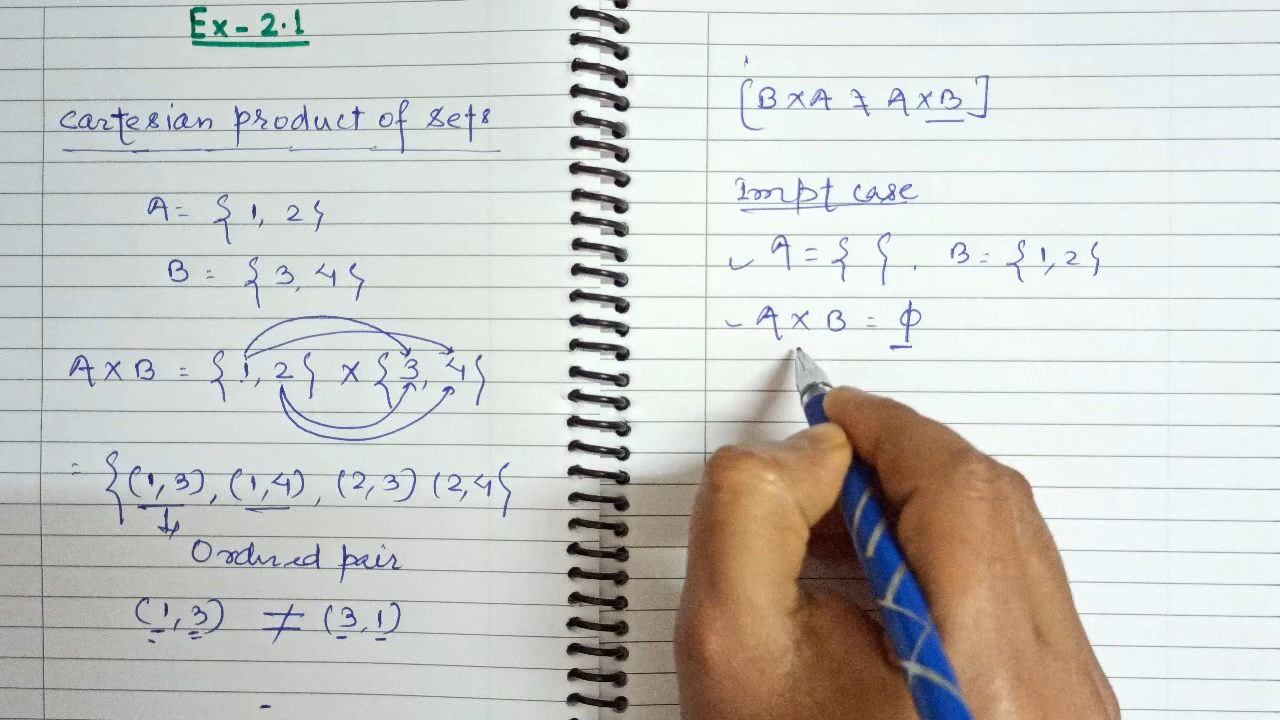 Ex-2.1
cartesian product of sets
A = {1, 2}
B = {3, 4}
A × B = {1, 2} × {3, 4}
= {(1,3), (1,4), (2,3) (2,4}
Ordered pair
(1,3) ≠ (3,1)
[B×A ≠ A×B]
Impt case
A = { }, B = {1,2}
A × B = ϕ